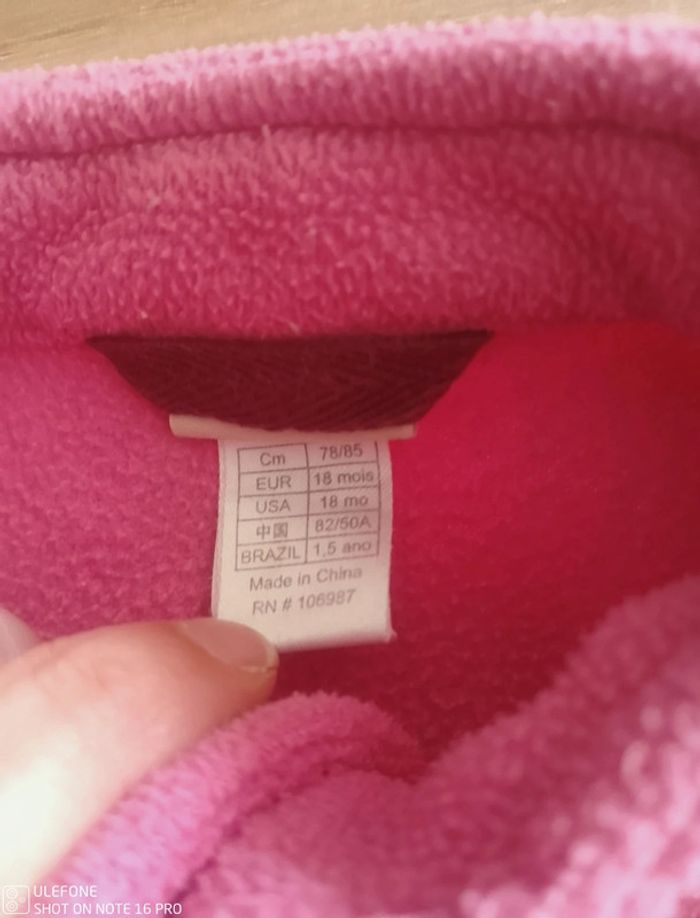 Cm 78/85
EUR 18 mois
USA 18 mo
中国 82/50A
BRAZIL 1,5 ano
Made in China
RN # 106987
ULEFONE
SHOT ON NOTE 16 PRO